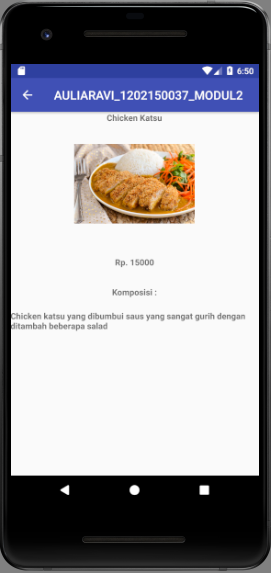 6:50
AULIARAVI_1202150037_MODUL2
Chicken Katsu
Rp. 15000
Komposisi :
Chicken katsu yang dibumbui saus yang sangat gurih dengan
ditambah beberapa salad